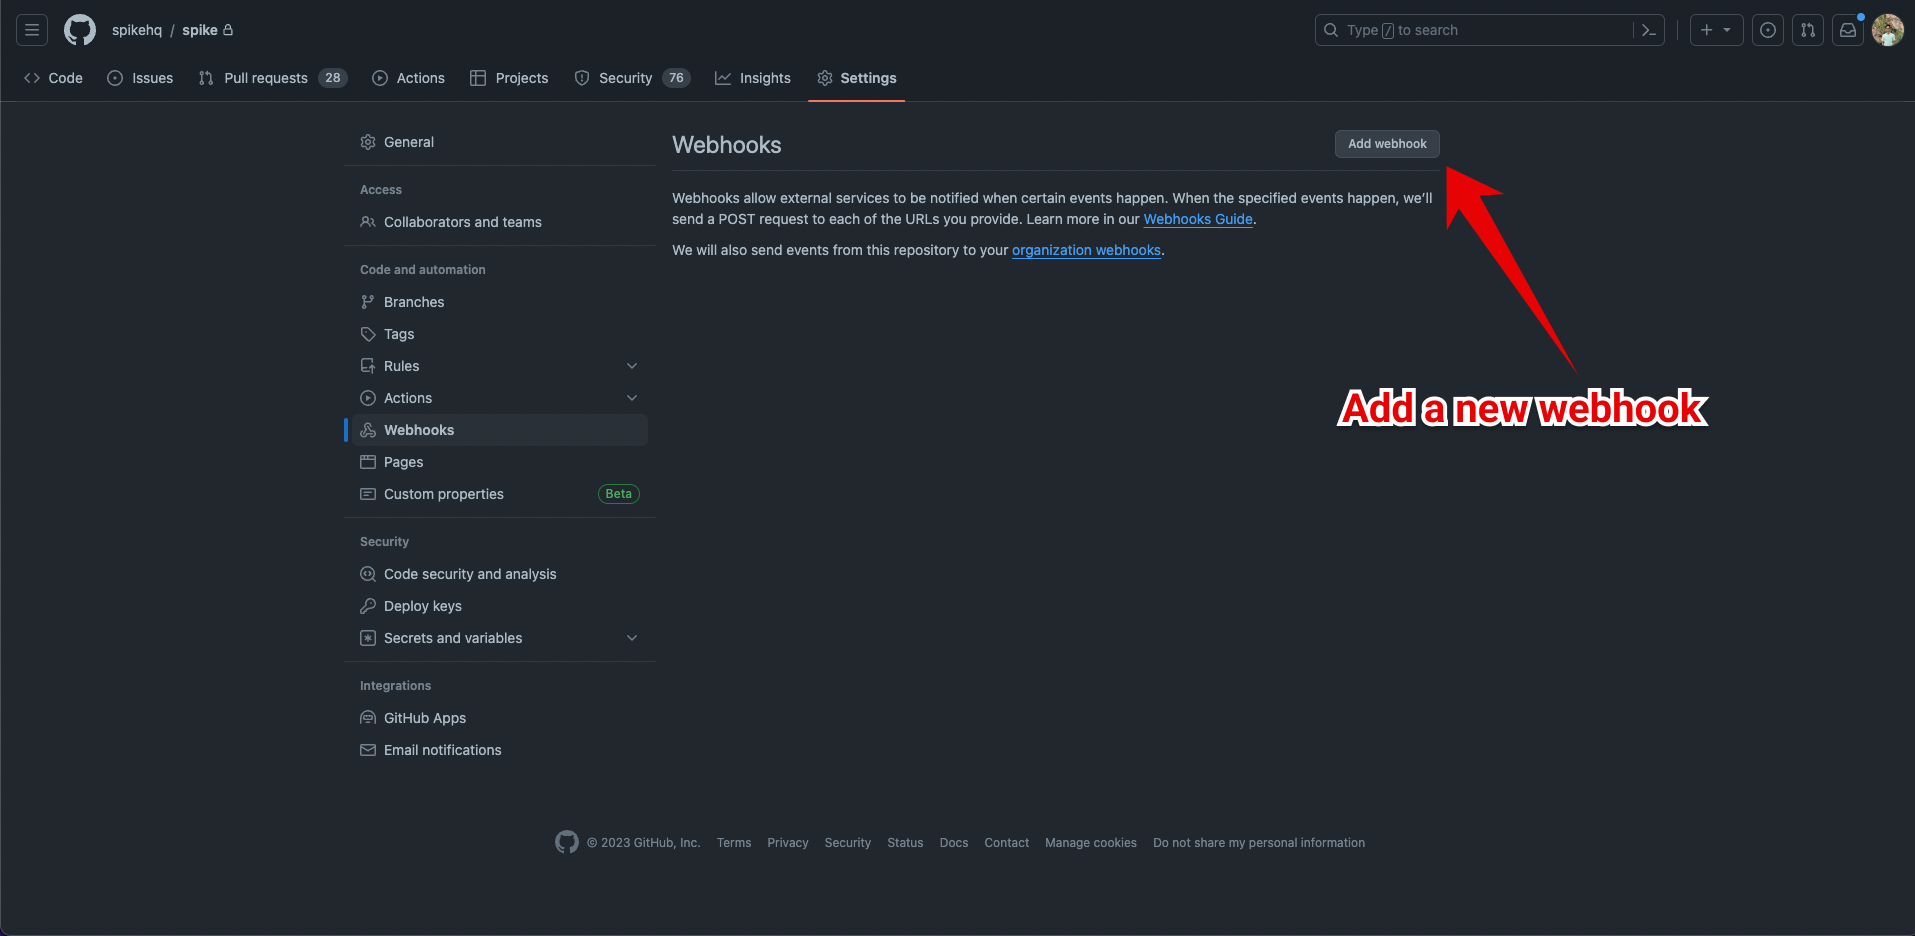 spikehq / spike
Type / to search
Code
Issues
Pull requests 28
Actions
Projects
Security 76
Insights
Settings
General
Access
Collaborators and teams
Code and automation
Branches
Tags
Rules
Actions
Webhooks
Pages
Custom properties Beta
Security
Code security and analysis
Deploy keys
Secrets and variables
Integrations
GitHub Apps
Email notifications
Webhooks
Add webhook
Webhooks allow external services to be notified when certain events happen. When the specified events happen, we’ll
send a POST request to each of the URLs you provide. Learn more in our Webhooks Guide.
We will also send events from this repository to your organization webhooks.
Add a new webhook
© 2023 GitHub, Inc. Terms Privacy Security Status Docs Contact Manage cookies Do not share my personal information